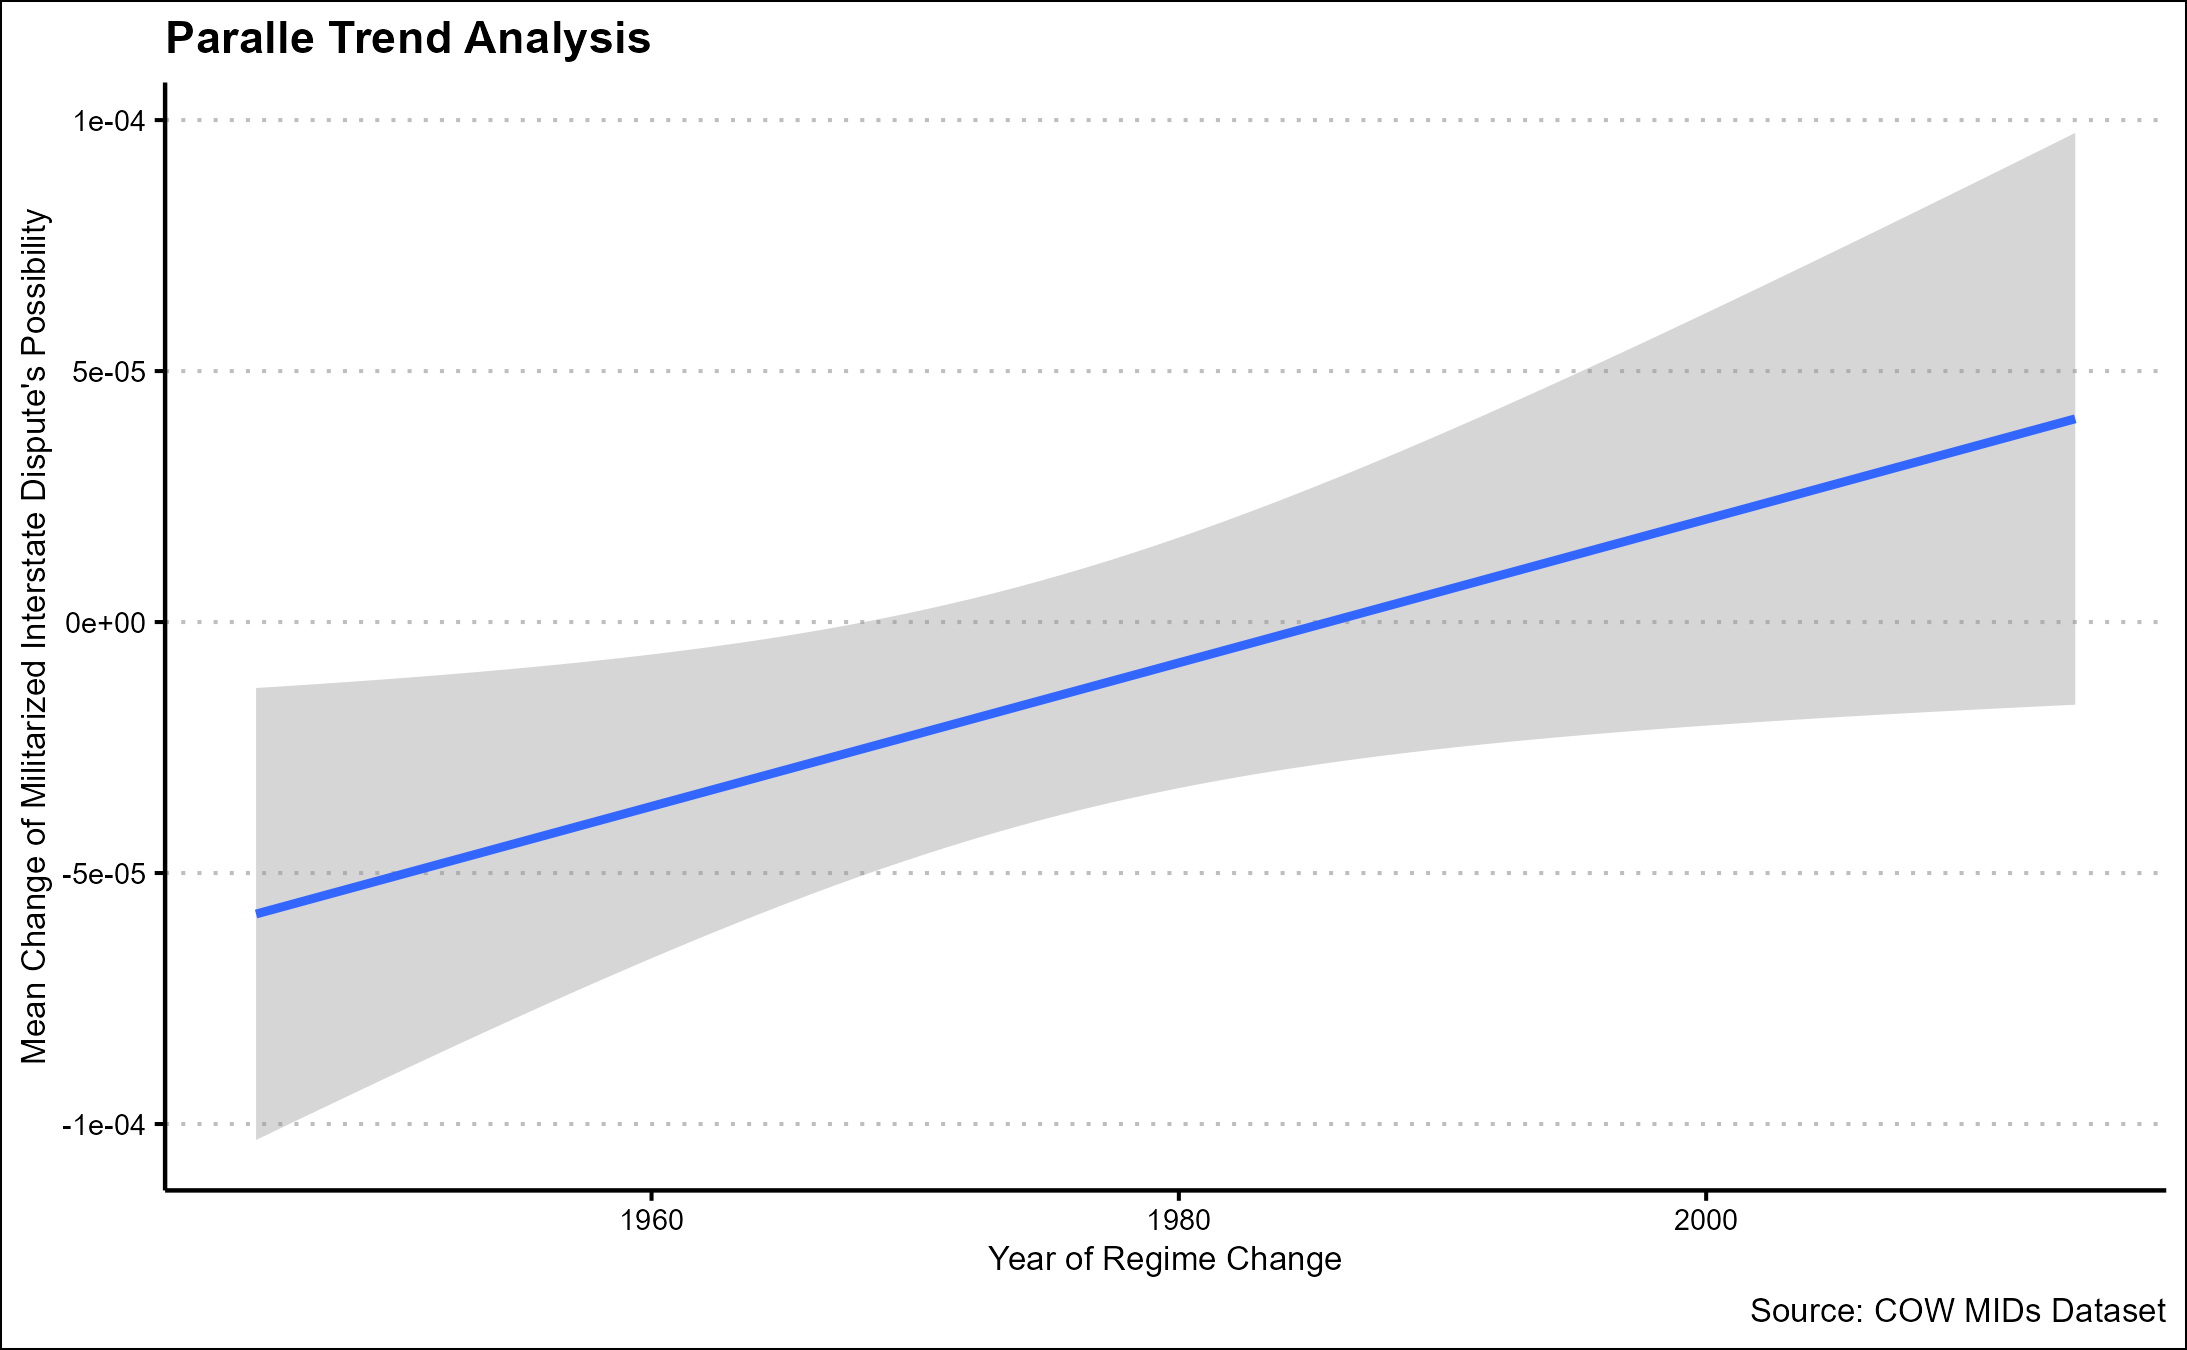 Paralle Trend Analysis
Mean Change of Militarized Interstate Dispute's Possibility
1e-04
5e-05
0e+00
-5e-05
-1e-04
1960 1980 2000
Year of Regime Change
Source: COW MIDs Dataset